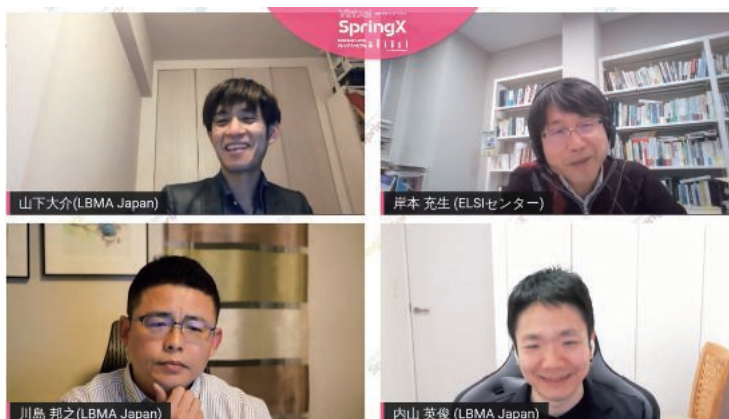 Virtual
SpringX
山下大介(LBMA Japan)
岸本 充生 (ELSIセンター)
川島 邦之(LBMA Japan)
内山 英俊 (LBMA Japan)